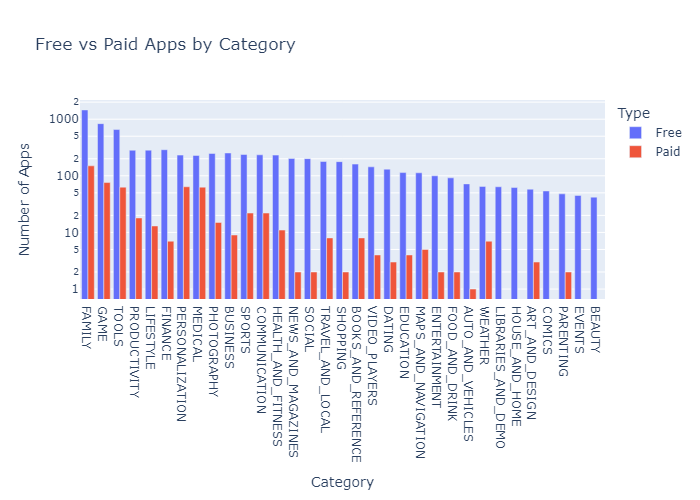 Free vs Paid Apps by Category
Type
Free
Paid
Number of Apps
2
1000
5
2
100
5
2
10
5
2
1
FAMILY
GAME
TOOLS
PRODUCTIVITY
LIFESTYLE
FINANCE
PERSONALIZATION
MEDICAL
PHOTOGRAPHY
BUSINESS
SPORTS
COMMUNICATION
HEALTH_AND_FITNESS
NEWS_AND_MAGAZINES
SOCIAL
TRAVEL_AND_LOCAL
SHOPPING
BOOKS_AND_REFERENCE
VIDEO_PLAYERS
DATING
EDUCATION
MAPS_AND_NAVIGATION
ENTERTAINMENT
FOOD_AND_DRINK
AUTO_AND_VEHICLES
WEATHER
LIBRARIES_AND_DEMO
HOUSE_AND_HOME
ART_AND_DESIGN
COMICS
PARENTING
EVENTS
BEAUTY
Category